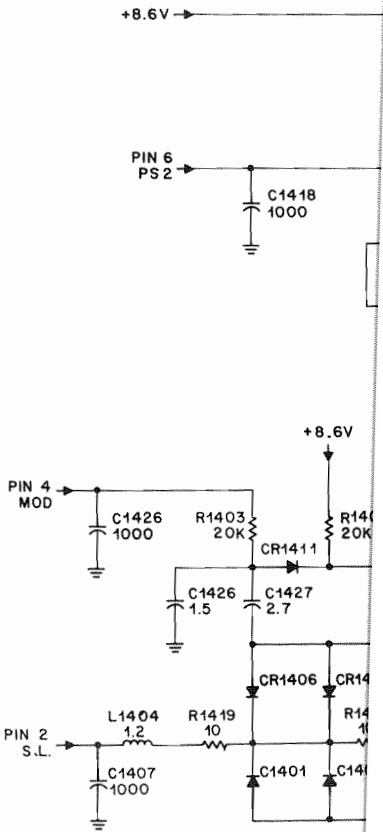 +8.6V
PIN 6
PS2
C1418
1000
+8.6V
PIN 4
MOD
C1426
1000
R1403
20K
20K
CR1411
C1426
1.5
C1427
2.7
CR1406
PIN 2
S.L.
L1404
1.2
R1419
10
C1407
1000
C1401